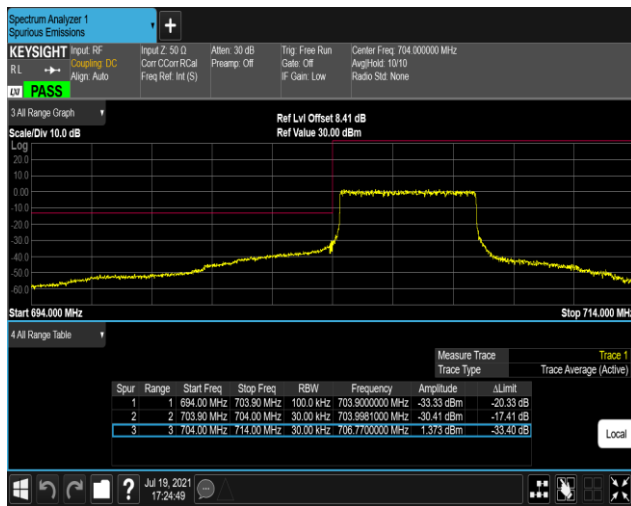 Spectrum Analyzer 1
Spurious Emissions
+
KEYSIGHT Input: RF Input Z: 50 Ω Atten: 30 dB Trig: Free Run Center Freq: 704.000000 MHz
R L Coupling: DC Corr CCorr RCal Preamp: Off Gate: Off Avg|Hold: 10/10
Align: Auto Freq Ref: Int (S) IF Gain: Low Radio Std: None
LXI PASS
3 All Range Graph
Ref Lvl Offset 8.41 dB
Scale/Div 10.0 dB Ref Value 30.00 dBm
Log
20.0
10.0
0.00
-10.0
-20.0
-30.0
-40.0
-50.0
-60.0
Start 694.000 MHz Stop 714.000 MHz
4 All Range Table
Measure Trace Trace 1
Trace Type Trace Average (Active)
Spur Range Start Freq Stop Freq RBW Frequency Amplitude ΔLimit
1 1 694.00 MHz 703.90 MHz 100.0 kHz 703.9000000 MHz -33.33 dBm -20.33 dB
2 2 703.90 MHz 704.00 MHz 30.00 kHz 703.9981000 MHz -30.41 dBm -17.41 dB
3 3 704.00 MHz 714.00 MHz 30.00 kHz 706.7700000 MHz 1.373 dBm -33.40 dB
Local
? Jul 19, 2021
17:24:49